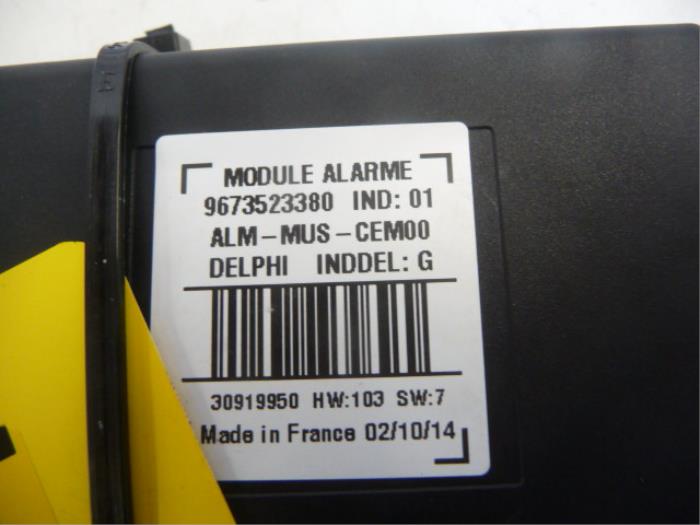 MODULE ALARME
9673523380 IND: 01
ALM-MUS-CEM00
DELPHI INDDEL: G
30919950 HW:103 SW:7
Made in France 02/10/14